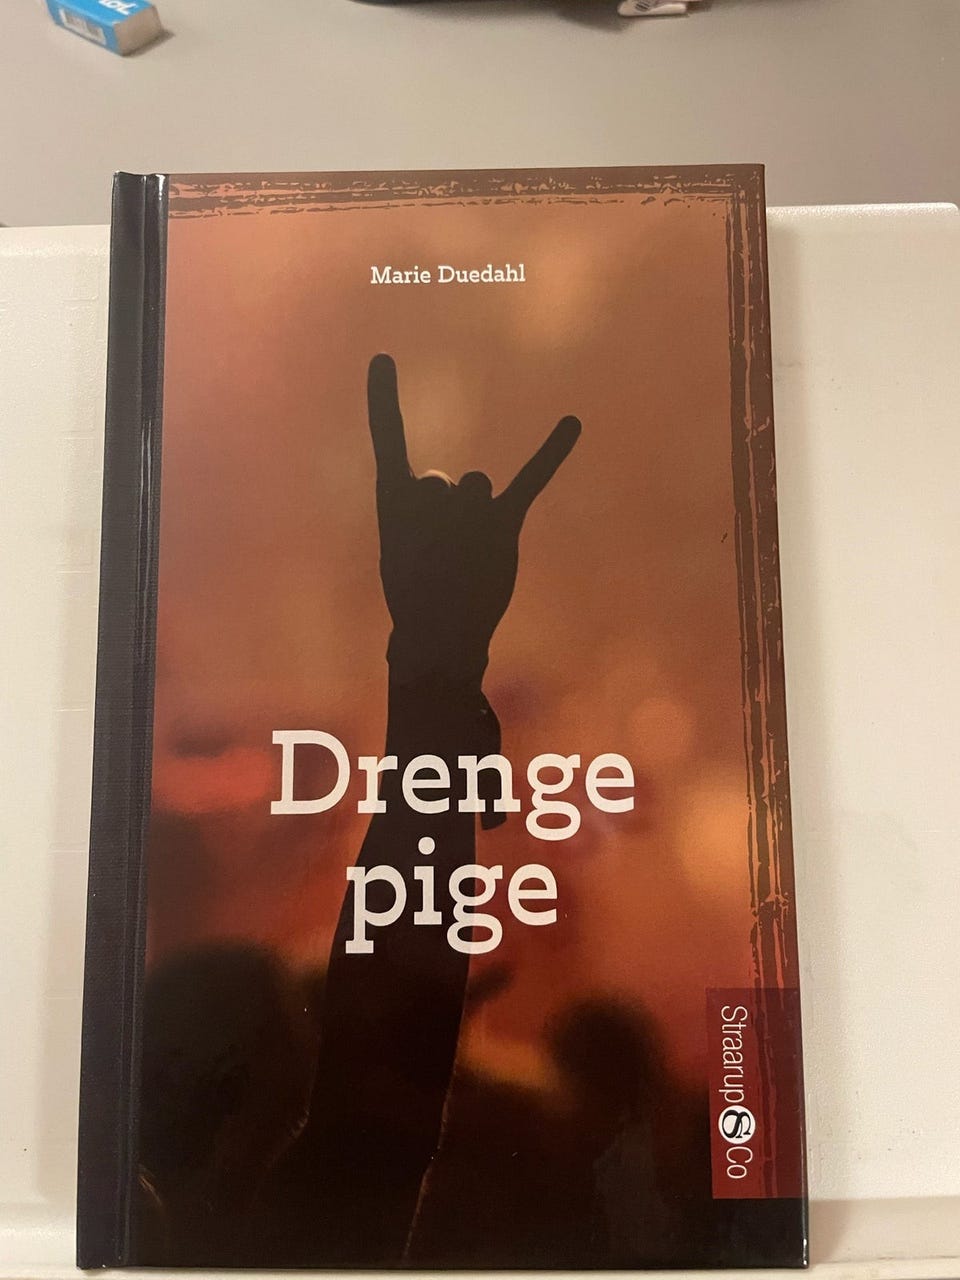 Marie Duedahl
Drenge
pige
Straarup & Co